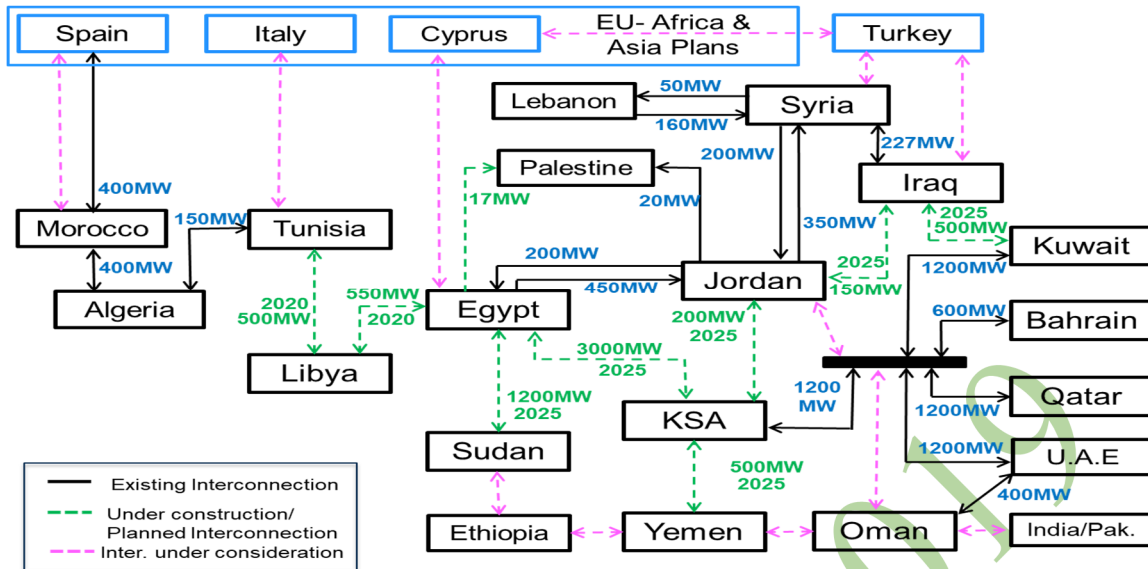 Spain
Italy
Cyprus
EU- Africa &
Asia Plans
Turkey
Lebanon
50MW
160MW
Syria
227MW
200MW
Palestine
17MW
20MW
Iraq
350MW
2025
500MW
400MW
150MW
Morocco
Tunisia
Kuwait
1200MW
400MW
200MW
450MW
Jordan
2025
150MW
Algeria
2020
500MW
550MW
2020
Egypt
200MW
2025
600MW
Bahrain
3000MW
2025
Libya
1200
MW
1200MW
Qatar
1200MW
2025
KSA
Sudan
1200MW
U.A.E
500MW
2025
400MW
Ethiopia
Yemen
Oman
India/Pak.
Existing Interconnection
Under construction/
Planned Interconnection
Inter. under consideration
019